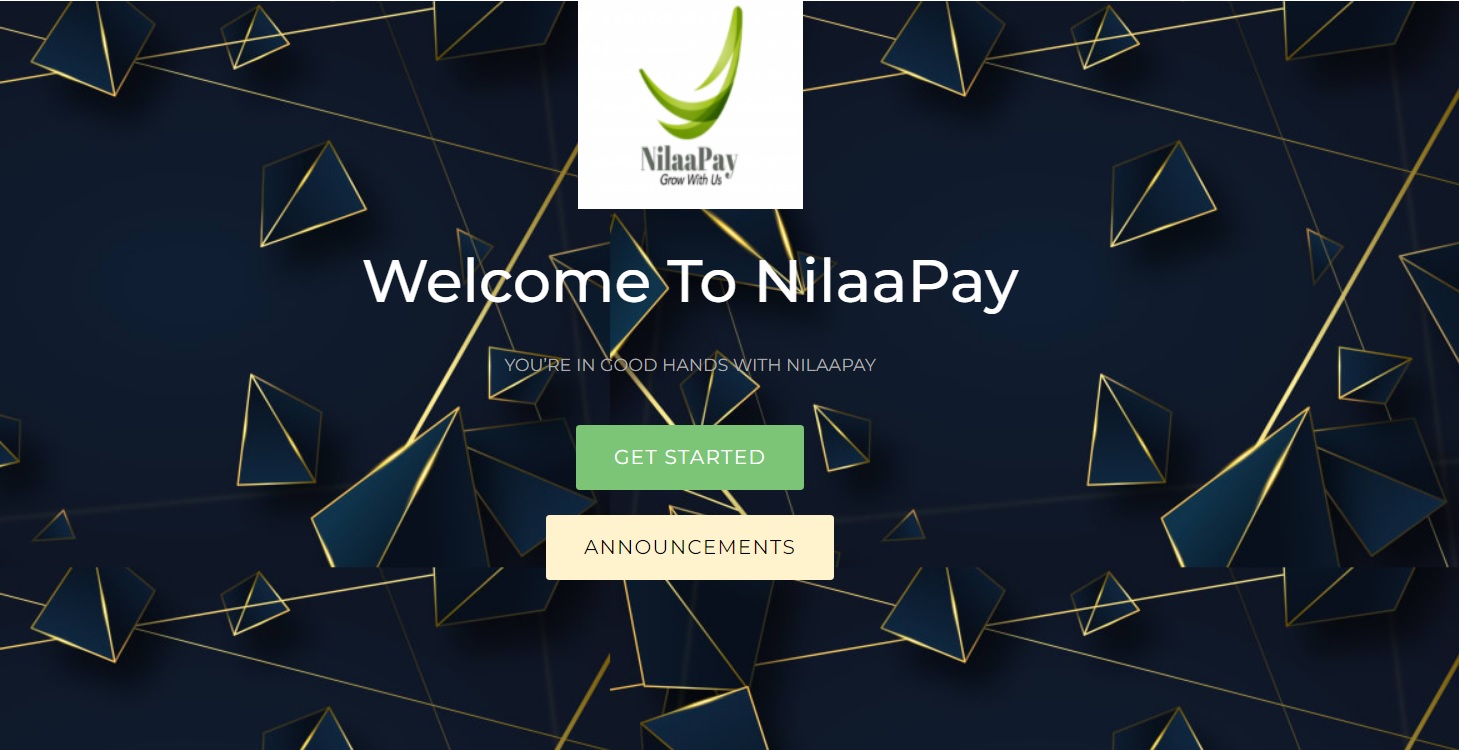 NilaaPay
Grow With Us
Welcome To NilaaPay
YOU'RE IN GOOD HANDS WITH NILAAPAY
GET STARTED
ANNOUNCEMENTS